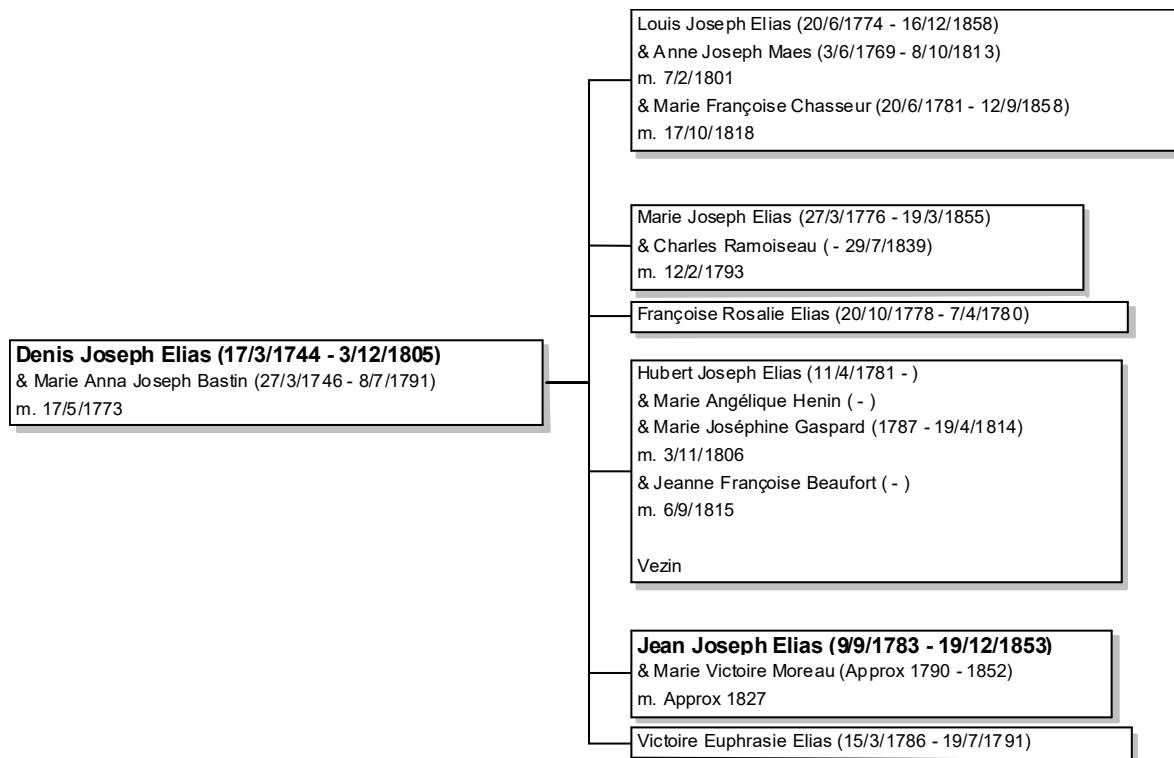 Denis Joseph Elias (17/3/1744 - 3/12/1805)
& Marie Anna Joseph Bastin (27/3/1746 - 8/7/1791)
m. 17/5/1773
Louis Joseph Elias (20/6/1774 - 16/12/1858)
& Anne Joseph Maes (3/6/1769 - 8/10/1813)
m. 7/2/1801
& Marie Françoise Chasseur (20/6/1781 - 12/9/1858)
m. 17/10/1818
Marie Joseph Elias (27/3/1776 - 19/3/1855)
& Charles Ramoiseau ( - 29/7/1839)
m. 12/2/1793
Françoise Rosalie Elias (20/10/1778 - 7/4/1780)
Hubert Joseph Elias (11/4/1781 - )
& Marie Angélique Henin ( - )
& Marie Joséphine Gaspard (1787 - 19/4/1814)
m. 3/11/1806
& Jeanne Françoise Beaufort ( - )
m. 6/9/1815
Vezin
Jean Joseph Elias (9/9/1783 - 19/12/1853)
& Marie Victoire Moreau (Approx 1790 - 1852)
m. Approx 1827
Victoire Euphrasie Elias (15/3/1786 - 19/7/1791)